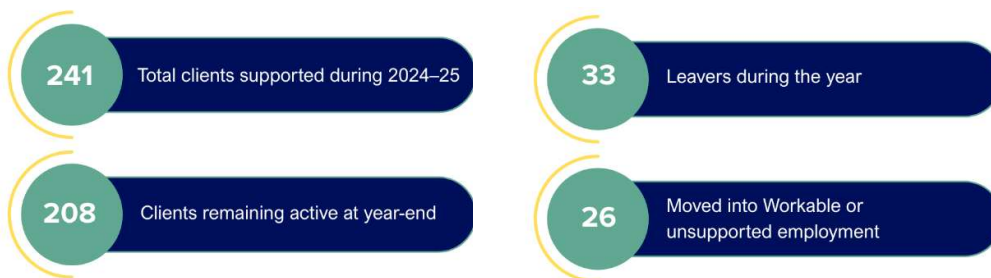 241
Total clients supported during 2024–25
33
Leavers during the year
208
Clients remaining active at year-end
26
Moved into Workable or
unsupported employment